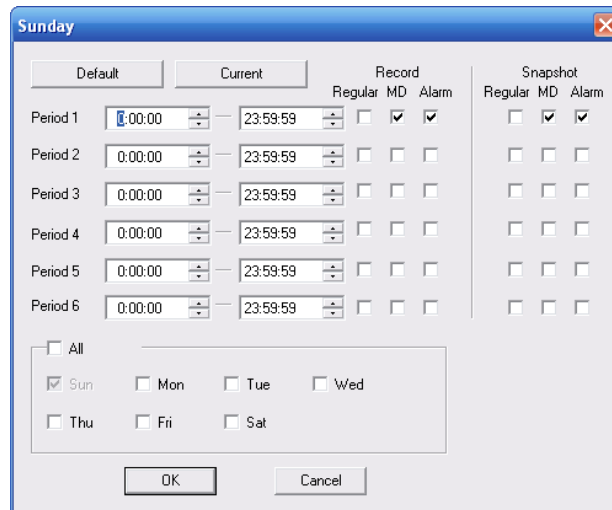 Sunday
Default Current Record Snapshot
Regular MD Alarm Regular MD Alarm
Period 1 0:00:00 — 23:59:59
Period 2 0:00:00 — 23:59:59
Period 3 0:00:00 — 23:59:59
Period 4 0:00:00 — 23:59:59
Period 5 0:00:00 — 23:59:59
Period 6 0:00:00 — 23:59:59
All
Sun Mon Tue Wed
Thu Fri Sat
OK Cancel